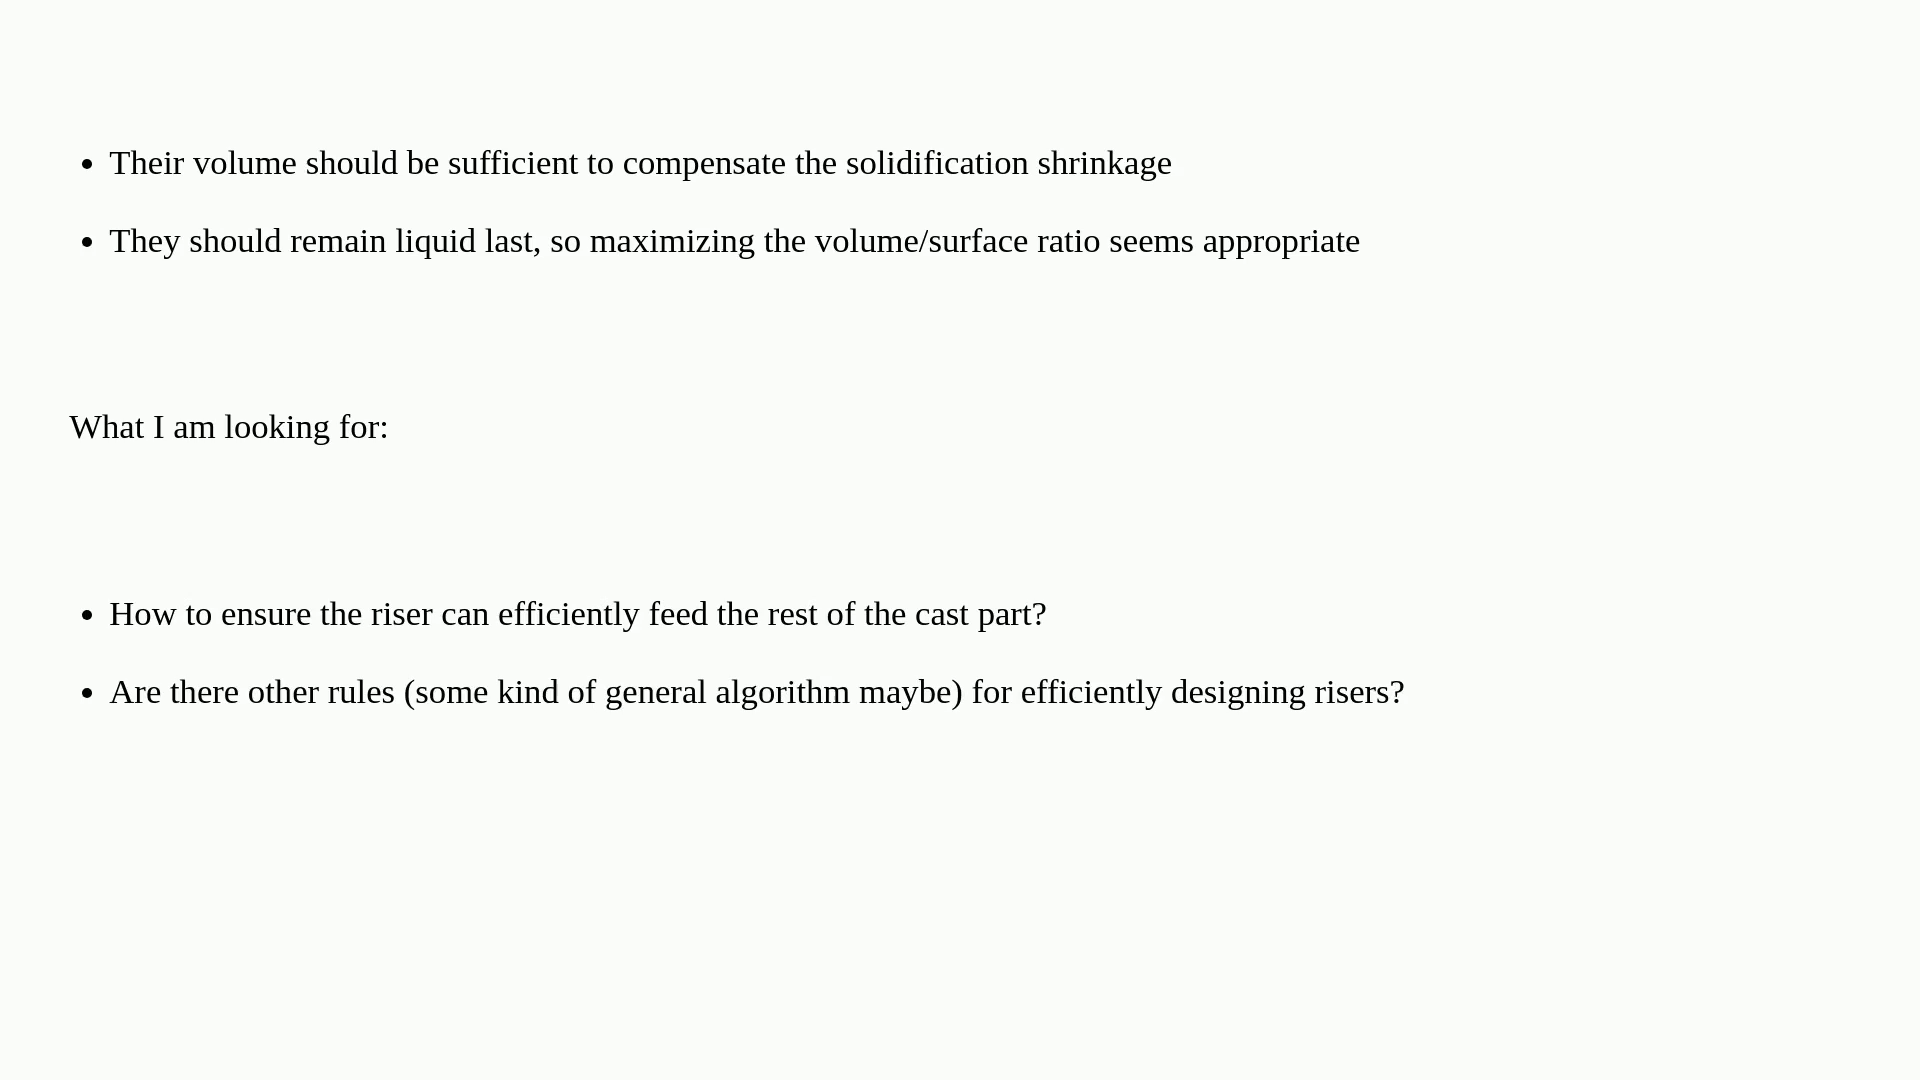 • Their volume should be sufficient to compensate the solidification shrinkage
• They should remain liquid last, so maximizing the volume/surface ratio seems appropriate
What I am looking for:
• How to ensure the riser can efficiently feed the rest of the cast part?
• Are there other rules (some kind of general algorithm maybe) for efficiently designing risers?